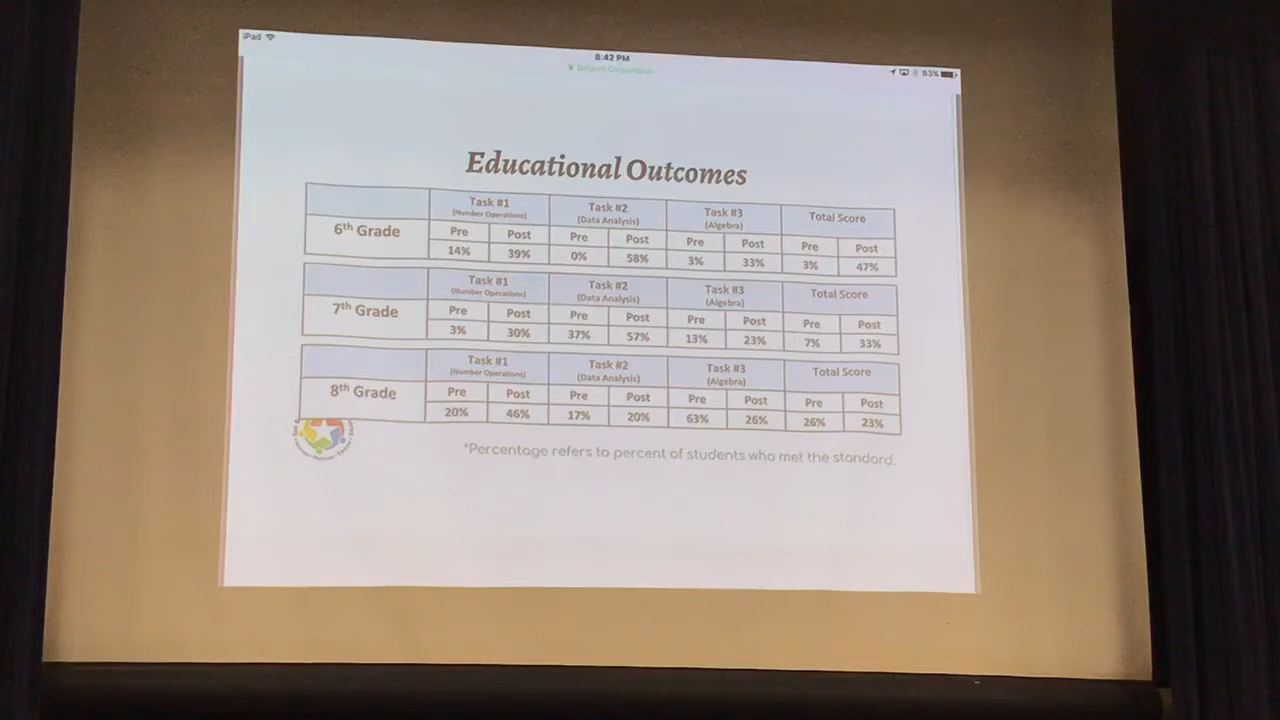 iPad
8:42 PM
83%
Educational Outcomes
6th Grade
Task #1 Task #2 Task #3 Total Score
(Number Operations) (Data Analysis) (Algebra)
Pre Post Pre Post Pre Post Pre Post
14% 39% 0% 58% 3% 33% 3% 47%
7th Grade
Task #1 Task #2 Task #3 Total Score
(Number Operations) (Data Analysis) (Algebra)
Pre Post Pre Post Pre Post Pre Post
3% 30% 37% 57% 13% 23% 7% 33%
8th Grade
Task #1 Task #2 Task #3 Total Score
(Number Operations) (Data Analysis) (Algebra)
Pre Post Pre Post Pre Post Pre Post
20% 46% 17% 20% 63% 26% 26% 23%
*Percentage refers to percent of students who met the standard.